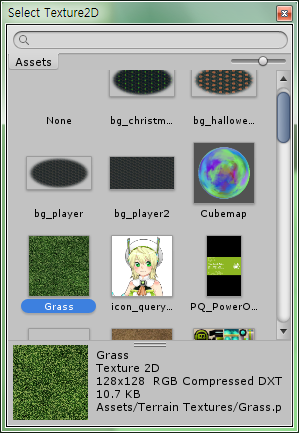 Select Texture2D
Assets
None
bg_christm...
bg_hallowe...
bg_player
bg_player2
Cubemap
Grass
icon_query...
PQ_PowerO...
Grass
Texture 2D
128x128  RGB Compressed DXT
10.7 KB
Assets/Terrain Textures/Grass.p